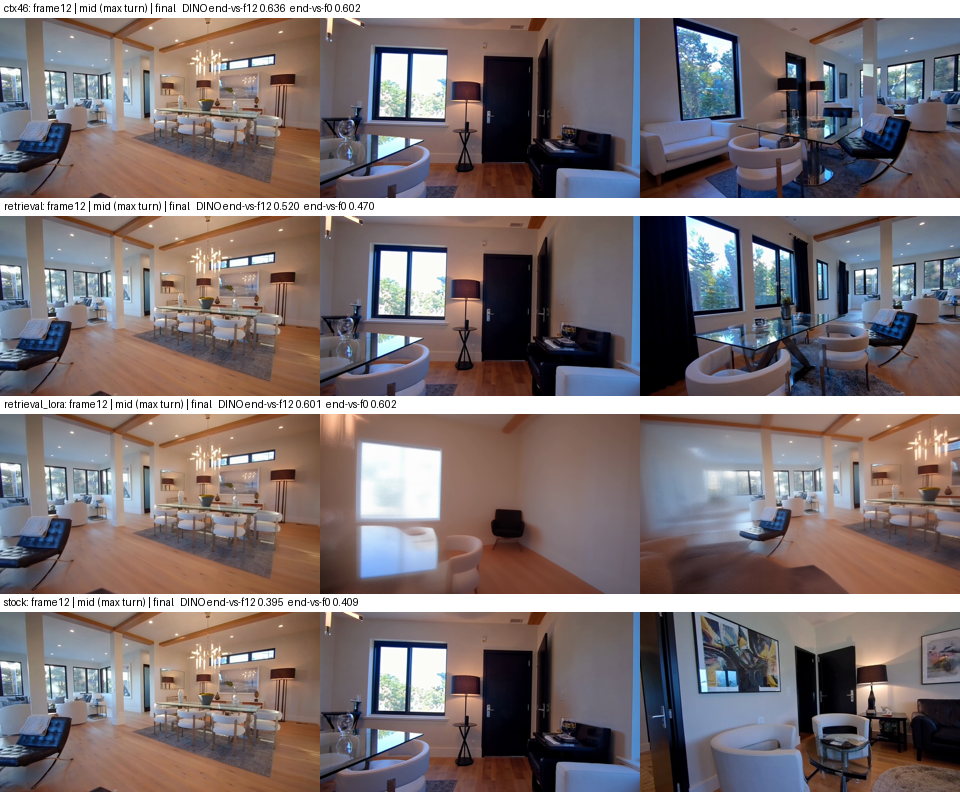 ctx46: frame12 | mid (max turn) | final  DINO end-vs-f12 0.636  end-vs-f0 0.602
retrieval: frame12 | mid (max turn) | final  DINO end-vs-f12 0.520  end-vs-f0 0.470
retrieval_lora: frame12 | mid (max turn) | final  DINO end-vs-f12 0.601  end-vs-f0 0.602
stock: frame12 | mid (max turn) | final  DINO end-vs-f12 0.395  end-vs-f0 0.409